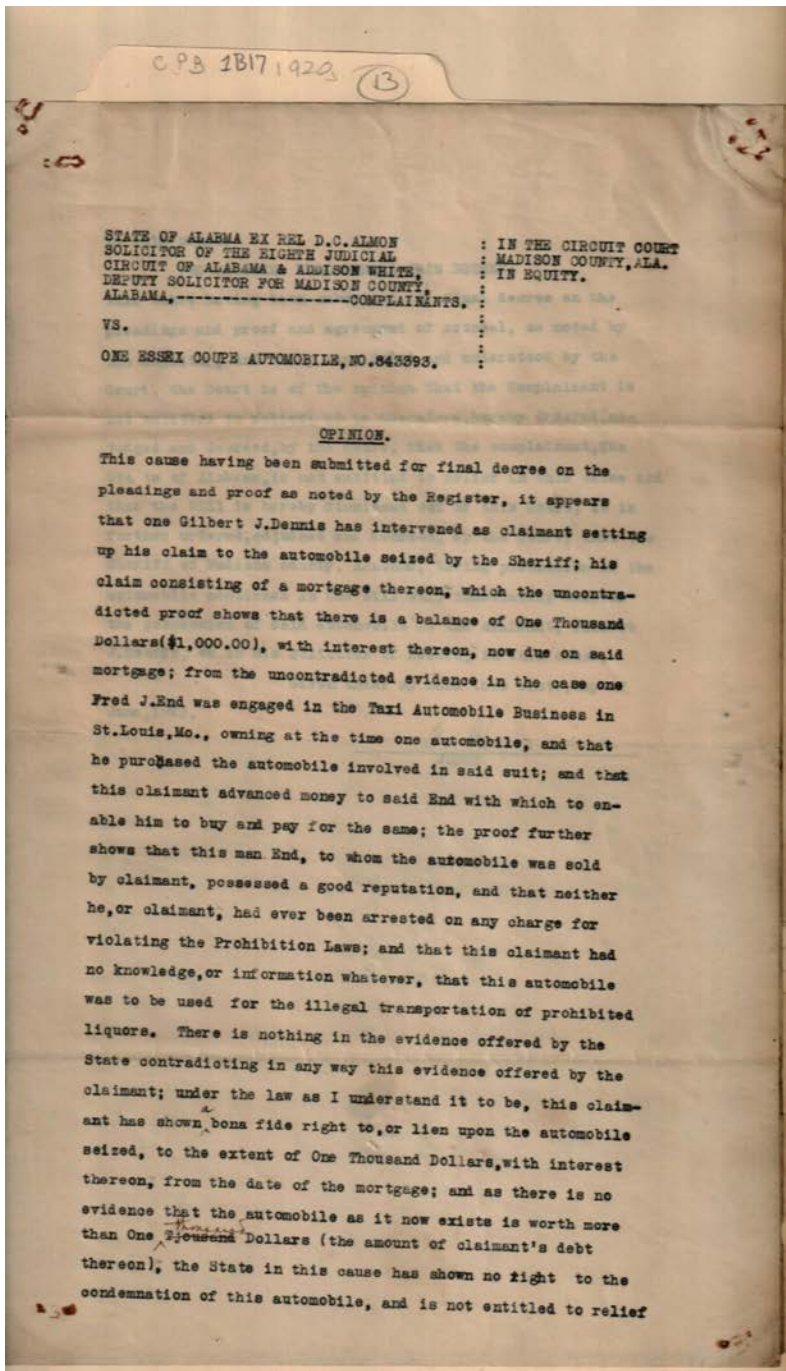 CPB 1B17 1920s 13
STATE OF ALABMA EX REL D.C.ALMON : IN THE CIRCUIT COURT
SOLICITOR OF THE EIGHTH JUDICIAL : MADISON COUNTY,ALA.
CIRCUIT OF ALABAMA & ADDISON WHITE, : IN EQUITY.
DEPUTY SOLICITOR FOR MADISON COUNTY, :
ALABAMA,-------------------COMPLAINANTS. :
VS. :
ONE ESSEX COUPE AUTOMOBILE,NO.843393. :
OPINION.
This cause having been submitted for final decree on the
pleadings and proof as noted by the Register, it appears
that one Gilbert J.Dennis has intervened as claimant setting
up his claim to the automobile seized by the Sheriff; his
claim consisting of a mortgage thereon, which the uncontra-
dicted proof shows that there is a balance of One Thousand
Dollars($1,000.00), with interest thereon, now due on said
mortgage; from the uncontradicted evidence in the case one
Fred J.End was engaged in the Taxi Automobile Business in
St.Louis,Mo., owning at the time one automobile, and that
he purchased the automobile involved in said suit; and that
this claimant advanced money to said End with which to en-
able him to buy and pay for the same; the proof further
shows that this man End, to whom the automobile was sold
by claimant, possessed a good reputation, and that neither
he,or claimant, had ever been arrested on any charge for
violating the Prohibition Laws; and that this claimant had
no knowledge,or information whatever, that this automobile
was to be used for the illegal transportation of prohibited
liquors. There is nothing in the evidence offered by the
State contradicting in any way this evidence offered by the
claimant; under the law as I understand it to be, this claim-
ant has shown a bona fide right to,or lien upon the automobile
seized, to the extent of One Thousand Dollars,with interest
thereon, from the date of the mortgage; and as there is no
evidence that the automobile as it now exists is worth more
than One thousand Tjousand Dollars (the amount of claimant's debt
thereon), the State in this cause has shown no right to the
condemnation of this automobile, and is not entitled to relief